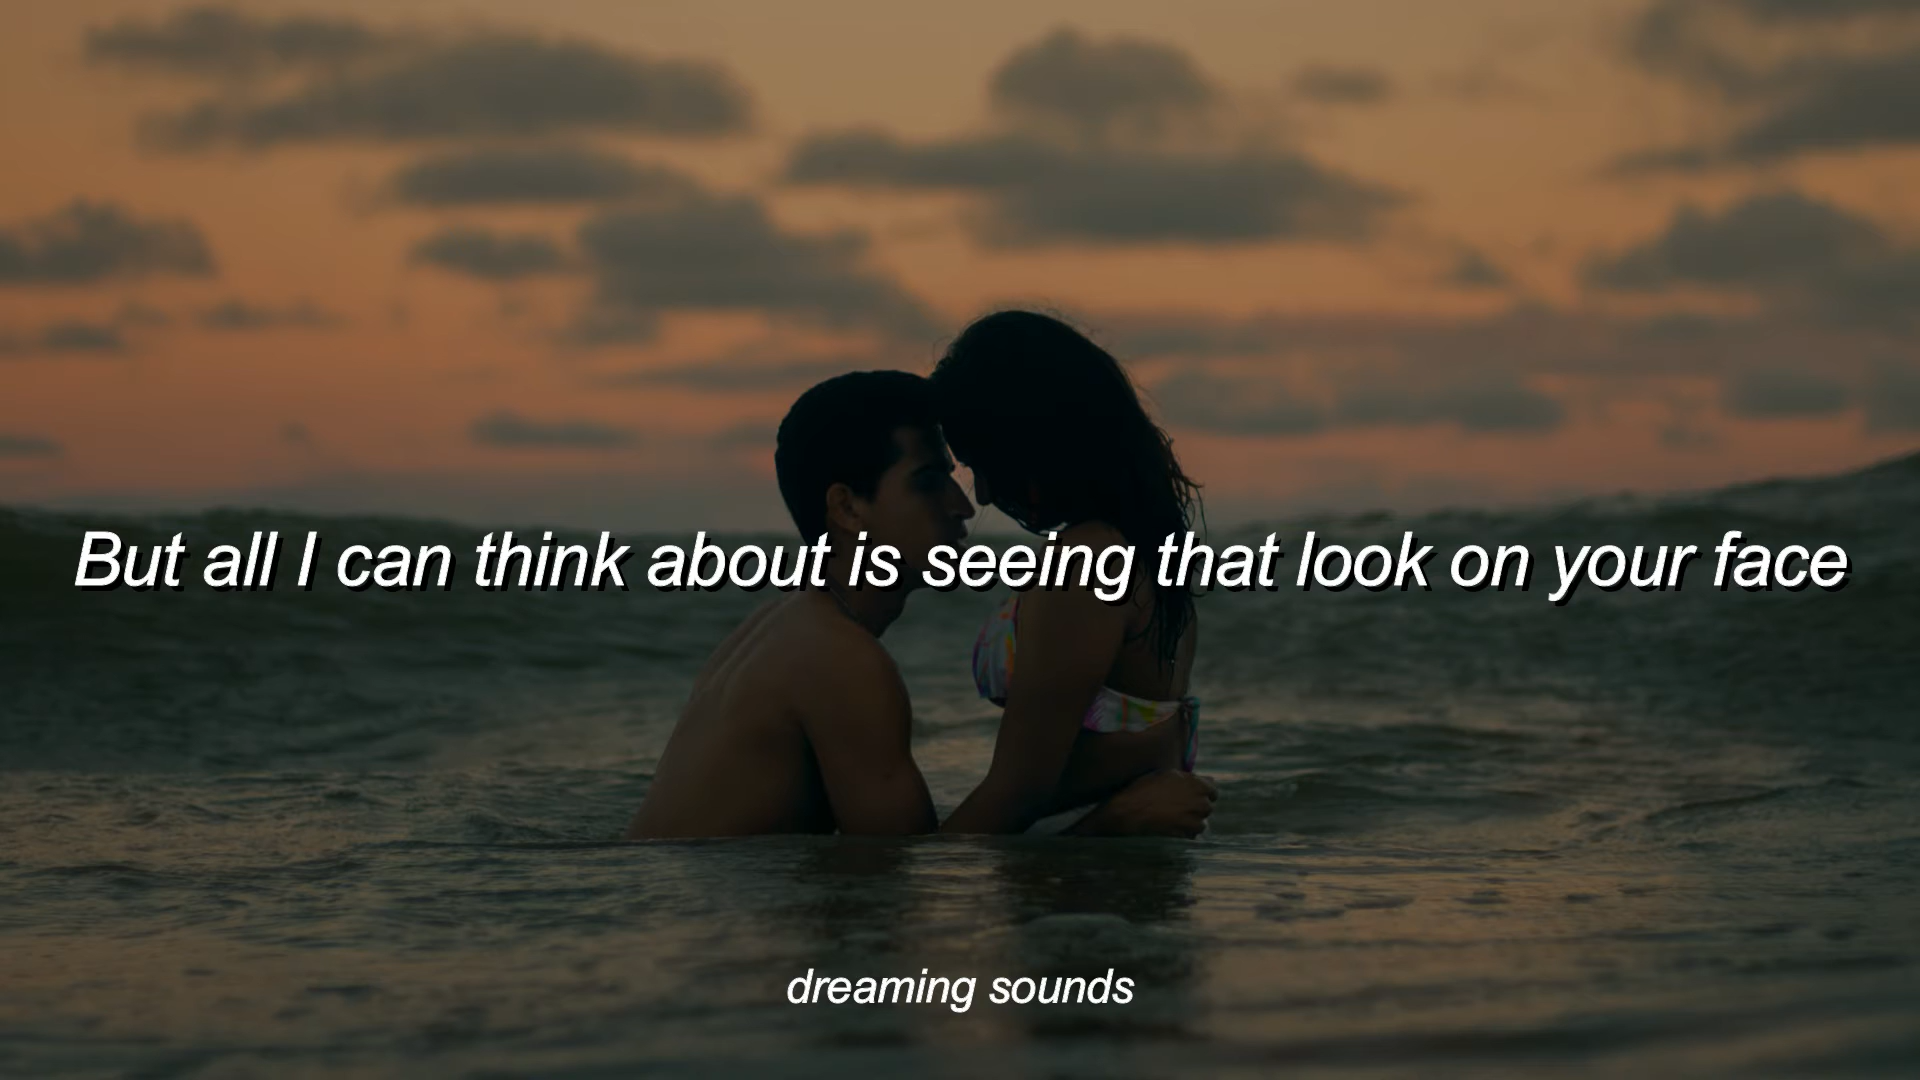 But all I can think about is seeing that look on your face
dreaming sounds